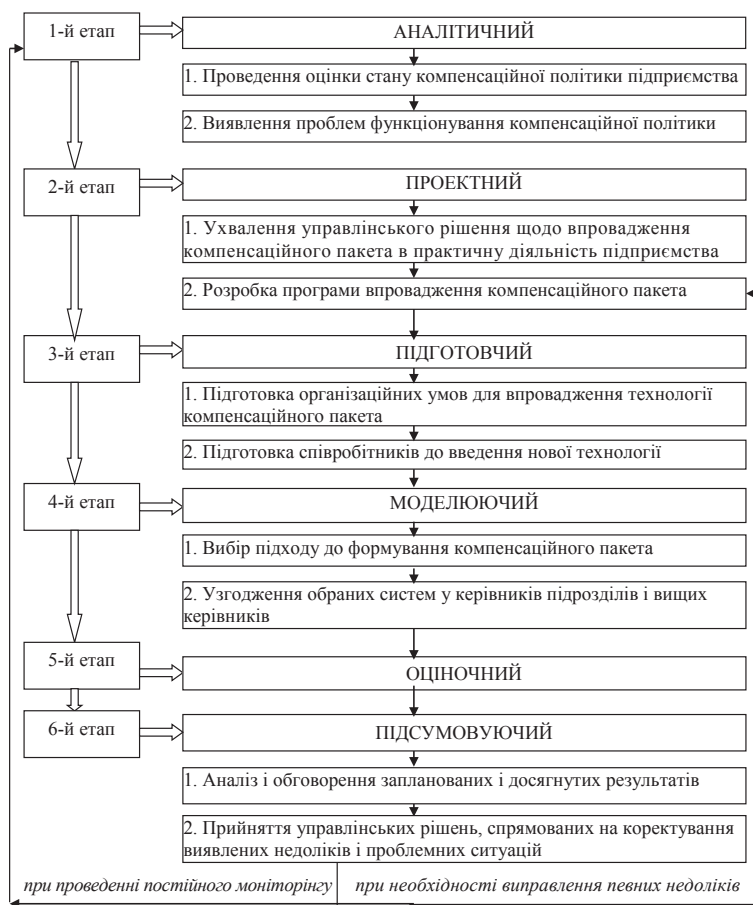 1-й етап
АНАЛІТИЧНИЙ
1. Проведення оцінки стану компенсаційної політики підприємства
2. Виявлення проблем функціонування компенсаційної політики
2-й етап
ПРОЕКТНИЙ
1. Ухвалення управлінського рішення щодо впровадження
компенсаційного пакета в практичну діяльність підприємства
2. Розробка програми впровадження компенсаційного пакета
3-й етап
ПІДГОТОВЧИЙ
1. Підготовка організаційних умов для впровадження технології
компенсаційного пакета
2. Підготовка співробітників до введення нової технології
4-й етап
МОДЕЛЮЮЧИЙ
1. Вибір підходу до формування компенсаційного пакета
2. Узгодження обраних систем у керівників підрозділів і вищих
керівників
5-й етап
ОЦІНОЧНИЙ
6-й етап
ПІДСУМОВУЮЧИЙ
1. Аналіз і обговорення запланованих і досягнутих результатів
2. Прийняття управлінських рішень, спрямованих на коректування
виявлених недоліків і проблемних ситуацій
при проведенні постійного моніторінгу
при необхідності виправлення певних недоліків